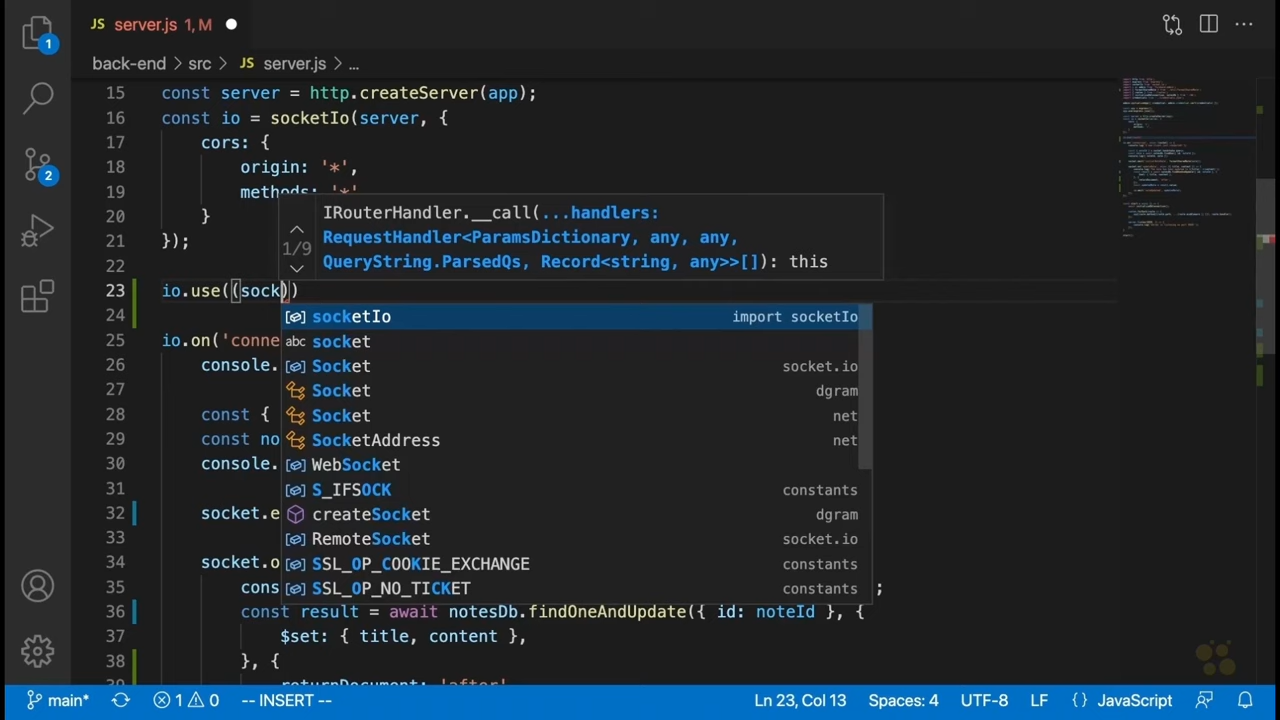 JS server.js 1, M
1
back-end > src > JS server.js > ...
15 const server = http.createServer(app);
16 const io = socketIo(server, {
17 cors: {
18 origin: '*',
19 methods: '*'
20 }
21 });
22
IRouterHandler.__call(...handlers:
RequestHandler<ParamsDictionary, any, any,
1/9
QueryString.ParsedQs, Record<string, any>>[]): this
23 io.use((sock))
24
socketIo import socketIo
abc socket
25 io.on('conne
26 console.
Socket socket.io
27
Socket dgram
28 const {
Socket net
29 const no
SocketAddress net
30 console.
WebSocket
31
S_IFSOCK constants
32 socket.e
createSocket dgram
33
RemoteSocket socket.io
34 socket.o
SSL_OP_COOKIE_EXCHANGE constants
35 cons ;
SSL_OP_NO_TICKET constants
36 const result = await notesDb.findOneAndUpdate({ id: noteId }, {
37 $set: { title, content },
38 }, {
2
main* 1 0 -- INSERT -- Ln 23, Col 13 Spaces: 4 UTF-8 LF {} JavaScript